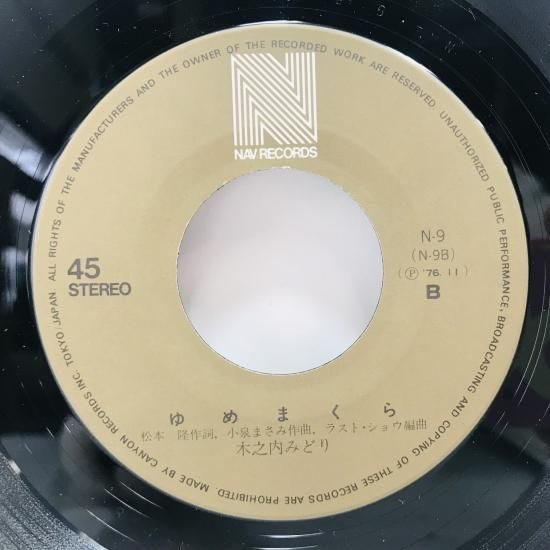 ALL RIGHTS OF THE MANUFACTURERS AND THE OWNER OF THE RECORDED WORK ARE RESERVED UNAUTHORIZED PUBLIC PERFORMANCE, BROADCASTING AND COPYING OF THESE RECORDS ARE PROHIBITED. MADE BY CANYON RECORDS INC. TOKYO/JAPAN.
N
NAV RECORDS
45
STEREO
N-9
(N-9B)
(Ⓟ '76. 11)
B
ゆめまくら
松本 隆作詞, 小泉まさみ作曲, ラスト・ショウ編曲
木之内みどり